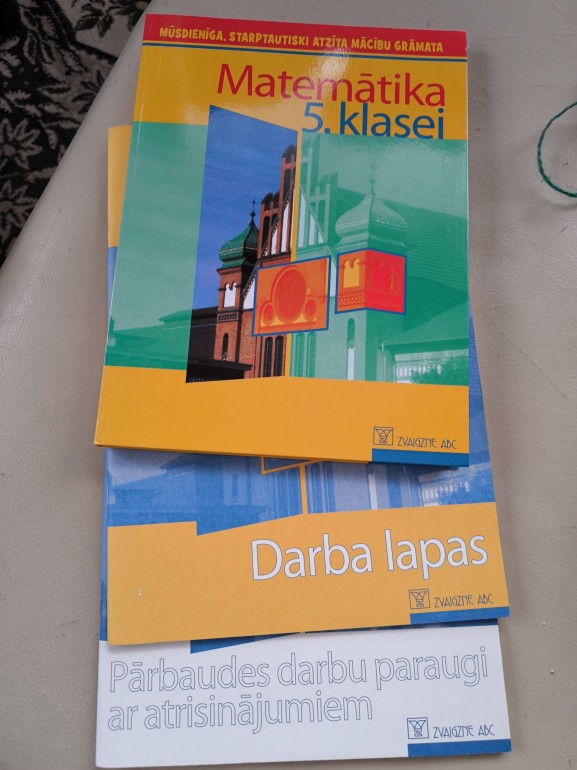 MŪSDIENĪGA. STARPTAUTISKI ATZĪTA MĀCĪBU GRĀMATA
Matemātika
5. klasei
ZVAIGZNE ABC
Darba lapas
ZVAIGZNE ABC
Pārbaudes darbu paraugi
ar atrisinājumiem
ZVAIGZNE ABC